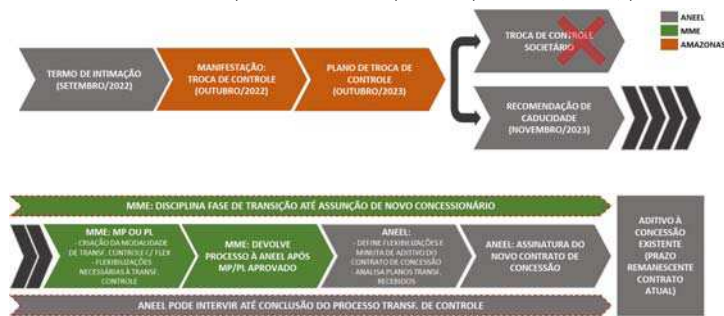 ANEEL
MME
AMAZONAS
TERMO DE INTIMAÇÃO
(SETEMBRO/2022)
MANIFESTAÇÃO:
TROCA DE CONTROLE
(OUTUBRO/2022)
PLANO DE TROCA DE
CONTROLE
(OUTUBRO/2023)
TROCA DE CONTROLE
SOCIETÁRIO
RECOMENDAÇÃO DE
CADUCIDADE
(NOVEMBRO/2023)
MME: DISCIPLINA FASE DE TRANSIÇÃO ATÉ ASSUNÇÃO DE NOVO CONCESSIONÁRIO
MME: MP OU PL
- CRIAÇÃO DA MODALIDADE
DE TRANSF. CONTROLE C/ FLEX
- FLEXIBILIZAÇÕES
NECESSÁRIAS À TRANSF.
CONTROLE
MME: DEVOLVE
PROCESSO À ANEEL APÓS
MP/PL APROVADO
ANEEL:
- DEFINE FLEXIBILIZAÇÕES E
MINUTA DE ADITIVO DO
CONTRATO DE CONCESSÃO
- ANALISA PLANOS TRANSF.
RECEBIDOS
ANEEL: ASSINATURA DO
NOVO CONTRATO DE
CONCESSÃO
ADITIVO À
CONCESSÃO
EXISTENTE
(PRAZO
REMANESCENTE
CONTRATO
ATUAL)
ANEEL PODE INTERVIR ATÉ CONCLUSÃO DO PROCESSO TRANSF. DE CONTROLE